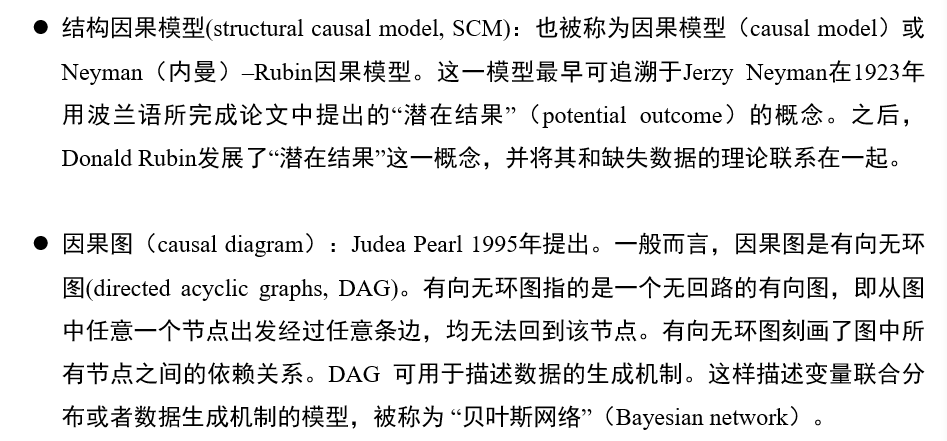 ● 结构因果模型(structural causal model, SCM)：也被称为因果模型（causal model）或
Neyman（内曼）–Rubin因果模型。这一模型最早可追溯于Jerzy Neyman在1923年
用波兰语所完成论文中提出的“潜在结果”（potential outcome）的概念。之后，
Donald Rubin发展了“潜在结果”这一概念，并将其和缺失数据的理论联系在一起。
● 因果图（causal diagram）：Judea Pearl 1995年提出。一般而言，因果图是有向无环
图(directed acyclic graphs, DAG)。有向无环图指的是一个无回路的有向图，即从图
中任意一个节点出发经过任意条边，均无法回到该节点。有向无环图刻画了图中所
有节点之间的依赖关系。DAG 可用于描述数据的生成机制。这样描述变量联合分
布或者数据生成机制的模型，被称为 “贝叶斯网络”（Bayesian network）。